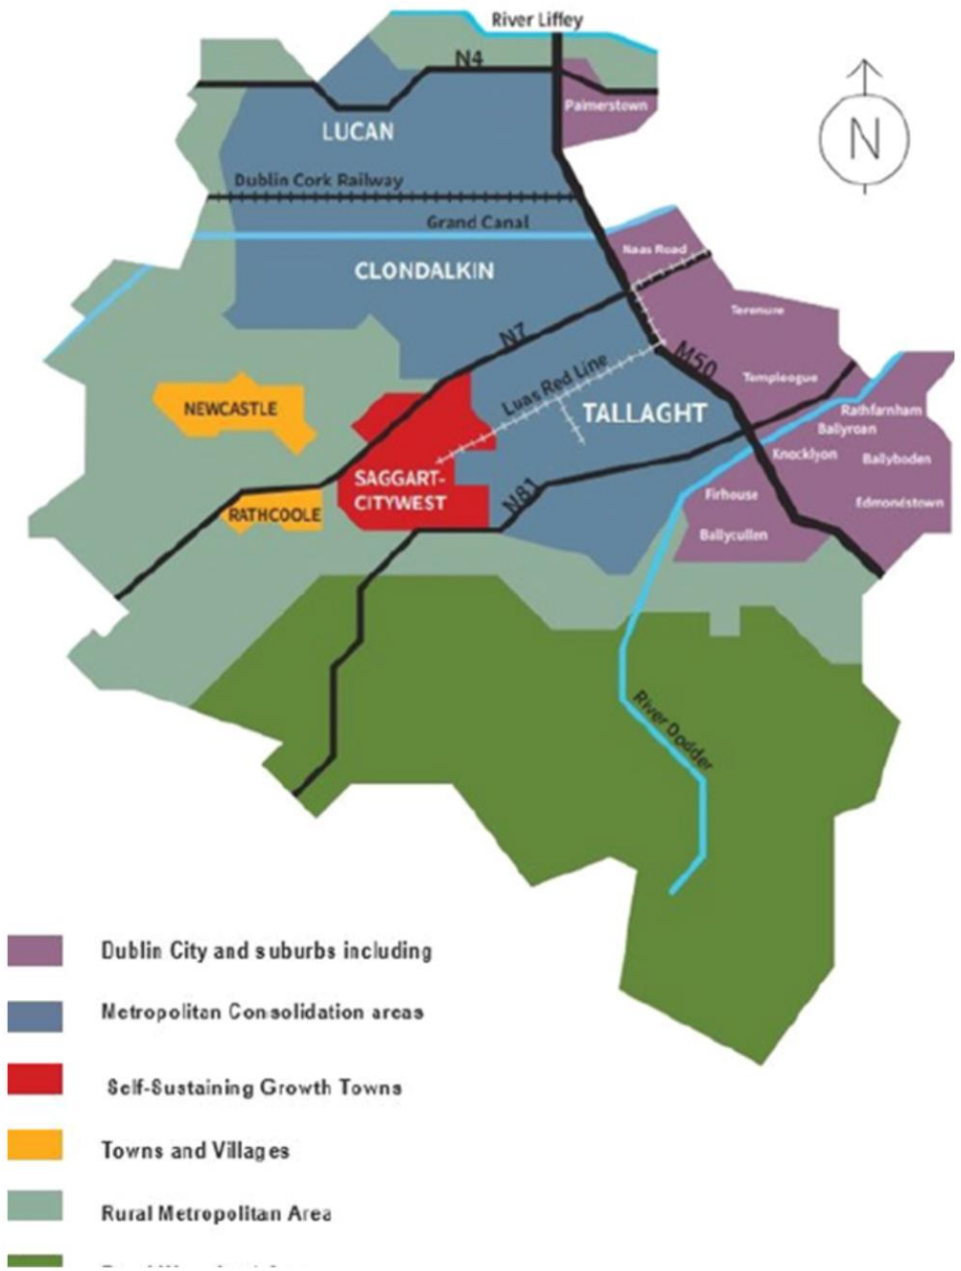 River Liffey
N4
Palmerstown
LUCAN
N
Dublin Cork Railway
Grand Canal
Naas Road
CLONDALKIN
Terenure
N7
M50
Luas Red Line
Templeogue
NEWCASTLE
TALLAGHT
Rathfarnham
Ballyroan
Knocklyon
Ballyboden
SAGGART-
CITYWEST
N81
Firhouse
Edmondstown
RATHCOOLE
Ballycullen
River Dodder
Dublin City and suburbs including
Metropolitan Consolidation areas
Self-Sustaining Growth Towns
Towns and Villages
Rural Metropolitan Area